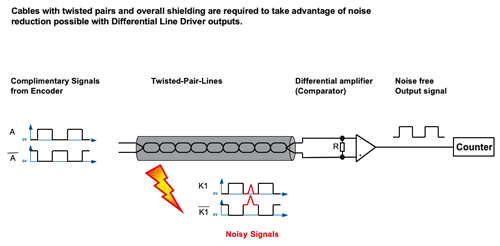 Cables with twisted pairs and overall shielding are required to take advantage of noise
reduction possible with Differential Line Driver outputs.
Complimentary Signals
from Encoder
Twisted-Pair-Lines
Differential amplifier
(Comparator)
Noise free
Output signal
A
0V
A
0V
R
Counter
K1
0V
K1
0V
Noisy Signals